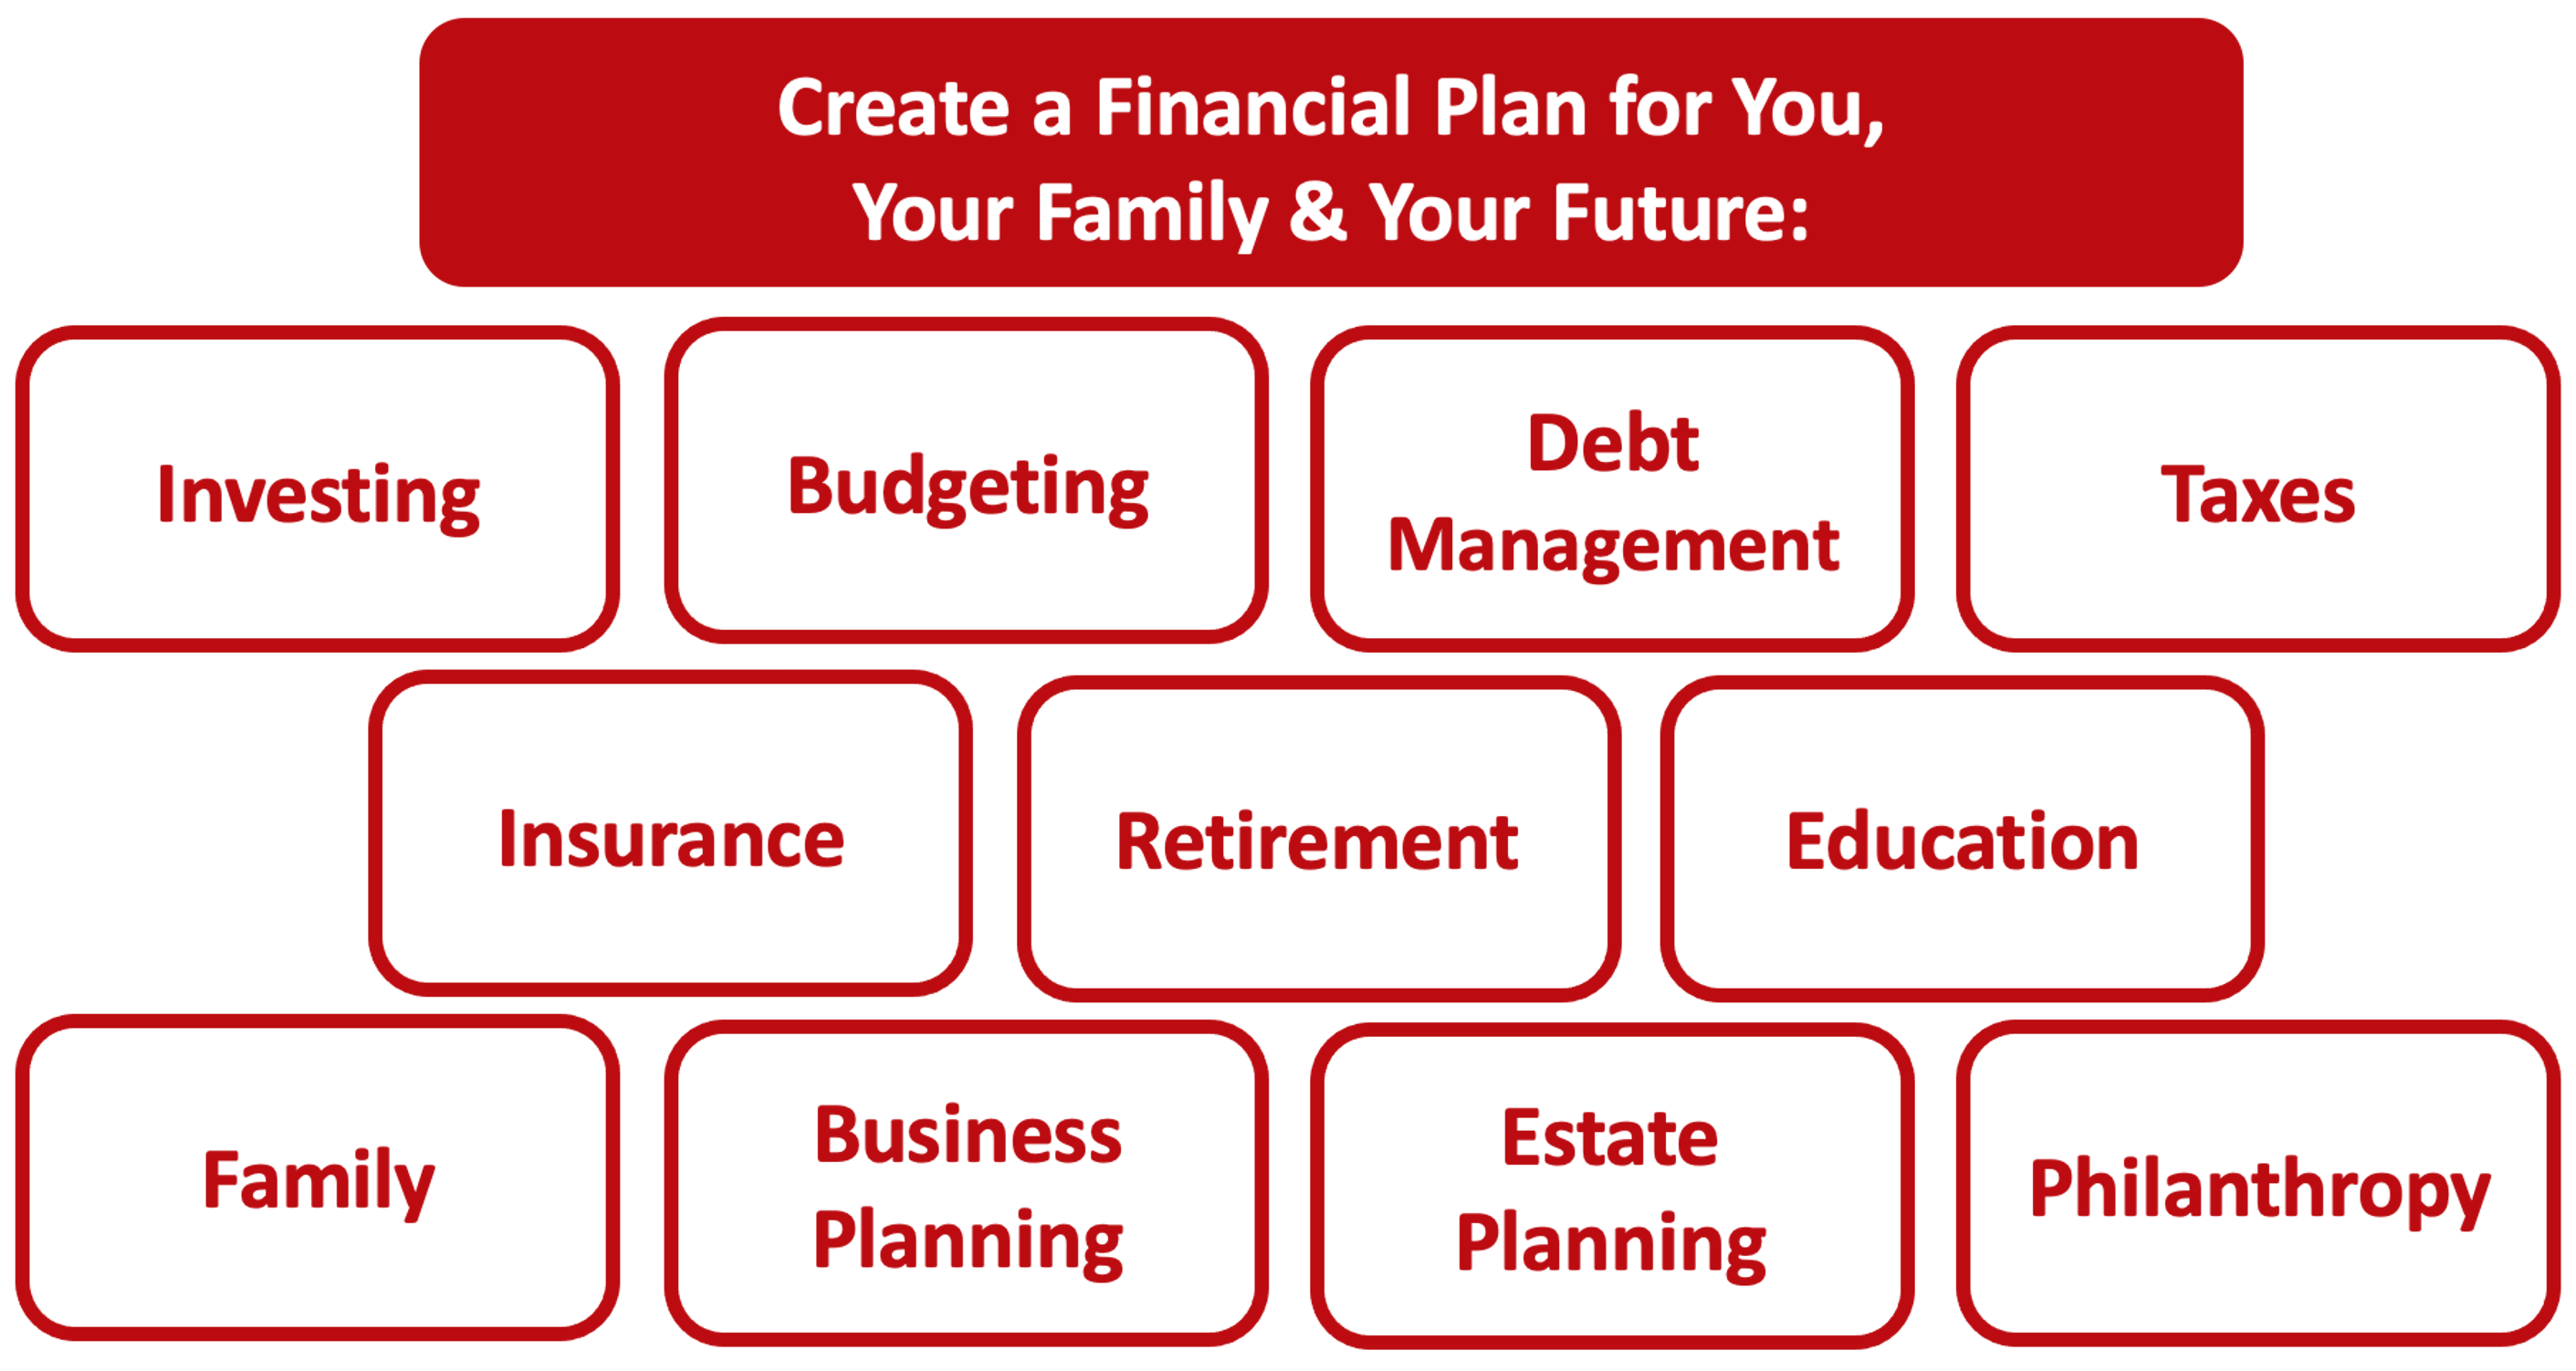 Create a Financial Plan for You,
Your Family & Your Future:
Investing
Budgeting
Debt
Management
Taxes
Insurance
Retirement
Education
Family
Business
Planning
Estate
Planning
Philanthropy